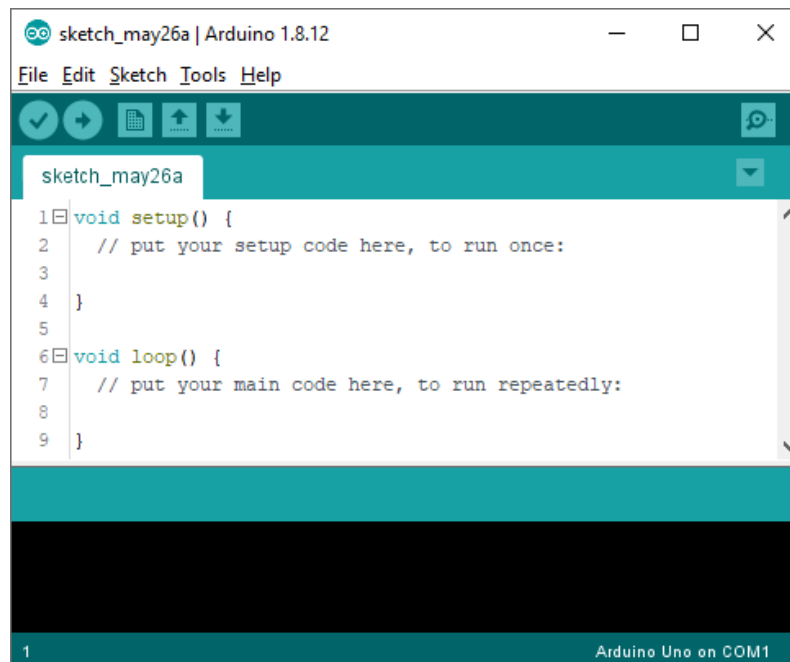 sketch_may26a | Arduino 1.8.12
File Edit Sketch Tools Help
sketch_may26a
1 void setup() {
2   // put your setup code here, to run once:
3
4 }
5
6 void loop() {
7   // put your main code here, to run repeatedly:
8
9 }
1 Arduino Uno on COM1